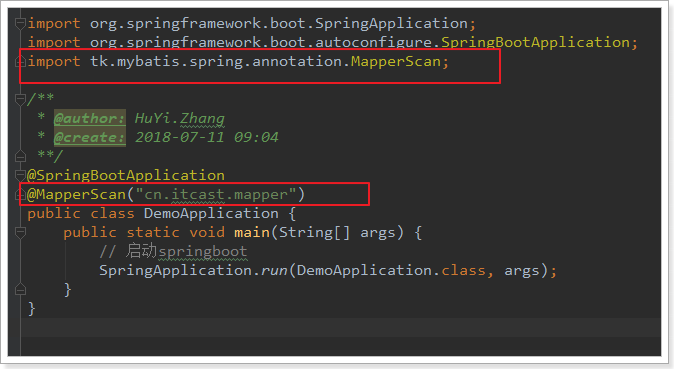 import org.springframework.boot.SpringApplication;
import org.springframework.boot.autoconfigure.SpringBootApplication;
import tk.mybatis.spring.annotation.MapperScan;
/**
 * @author: HuYi.Zhang
 * @create: 2018-07-11 09:04
 **/
@SpringBootApplication
@MapperScan("cn.itcast.mapper")
public class DemoApplication {
    public static void main(String[] args) {
        // 启动springboot
        SpringApplication.run(DemoApplication.class, args);
    }
}